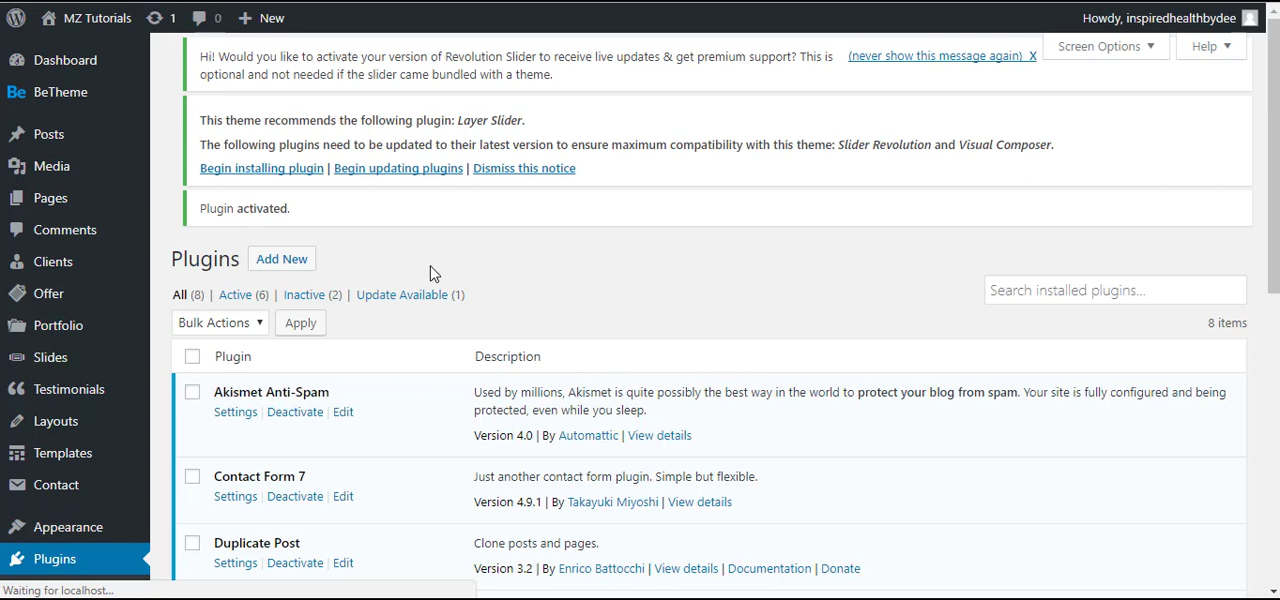 MZ Tutorials 1 0 New Howdy, inspiredhealthbydee
Screen Options ▼ Help ▼
Hi! Would you like to activate your version of Revolution Slider to receive live updates & get premium support? This is
optional and not needed if the slider came bundled with a theme.
(never show this message again) X
This theme recommends the following plugin: Layer Slider.
The following plugins need to be updated to their latest version to ensure maximum compatibility with this theme: Slider Revolution and Visual Composer.
Begin installing plugin | Begin updating plugins | Dismiss this notice
Plugin activated.
Dashboard
Be BeTheme
Posts
Media
Pages
Comments
Clients
Offer
Portfolio
Slides
Testimonials
Layouts
Templates
Contact
Appearance
Plugins
Plugins Add New
All (8) | Active (6) | Inactive (2) | Update Available (1)
Search installed plugins...
Bulk Actions ▼ Apply
8 items
Plugin Description
Akismet Anti-Spam
Settings | Deactivate | Edit
Used by millions, Akismet is quite possibly the best way in the world to protect your blog from spam. Your site is fully configured and being
protected, even while you sleep.
Version 4.0 | By Automattic | View details
Contact Form 7
Settings | Deactivate | Edit
Just another contact form plugin. Simple but flexible.
Version 4.9.1 | By Takayuki Miyoshi | View details
Duplicate Post
Settings | Deactivate | Edit
Clone posts and pages.
Version 3.2 | By Enrico Battocchi | View details | Documentation | Donate
Waiting for localhost...